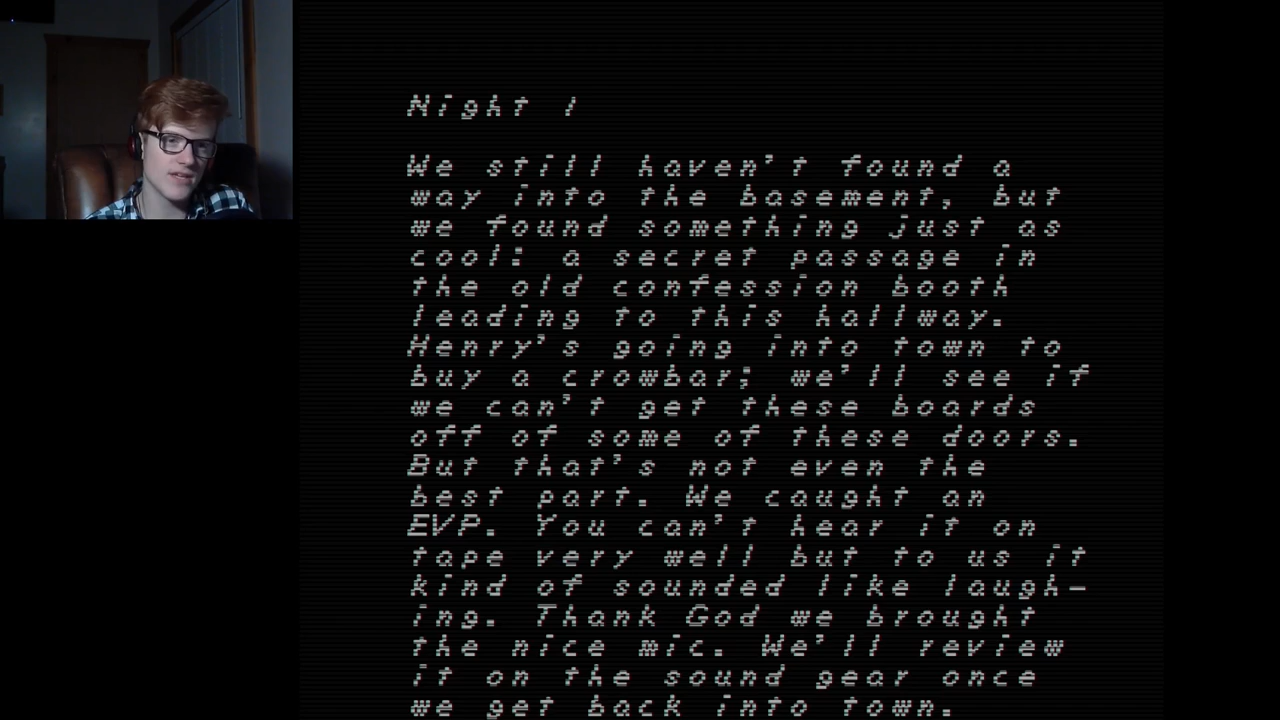 Night 1
We still haven't found a
way into the basement, but
we found something just as
cool: a secret passage in
the old confession booth
leading to this hallway.
Henry's going into town to
buy a crowbar; we'll see if
we can't get these boards
off of some of these doors.
But that's not even the
best part. We caught an
EVP. You can't hear it on
tape very well but to us it
kind of sounded like laugh-
ing. Thank God we brought
the nice mic. We'll review
it on the sound gear once
we get back into town.